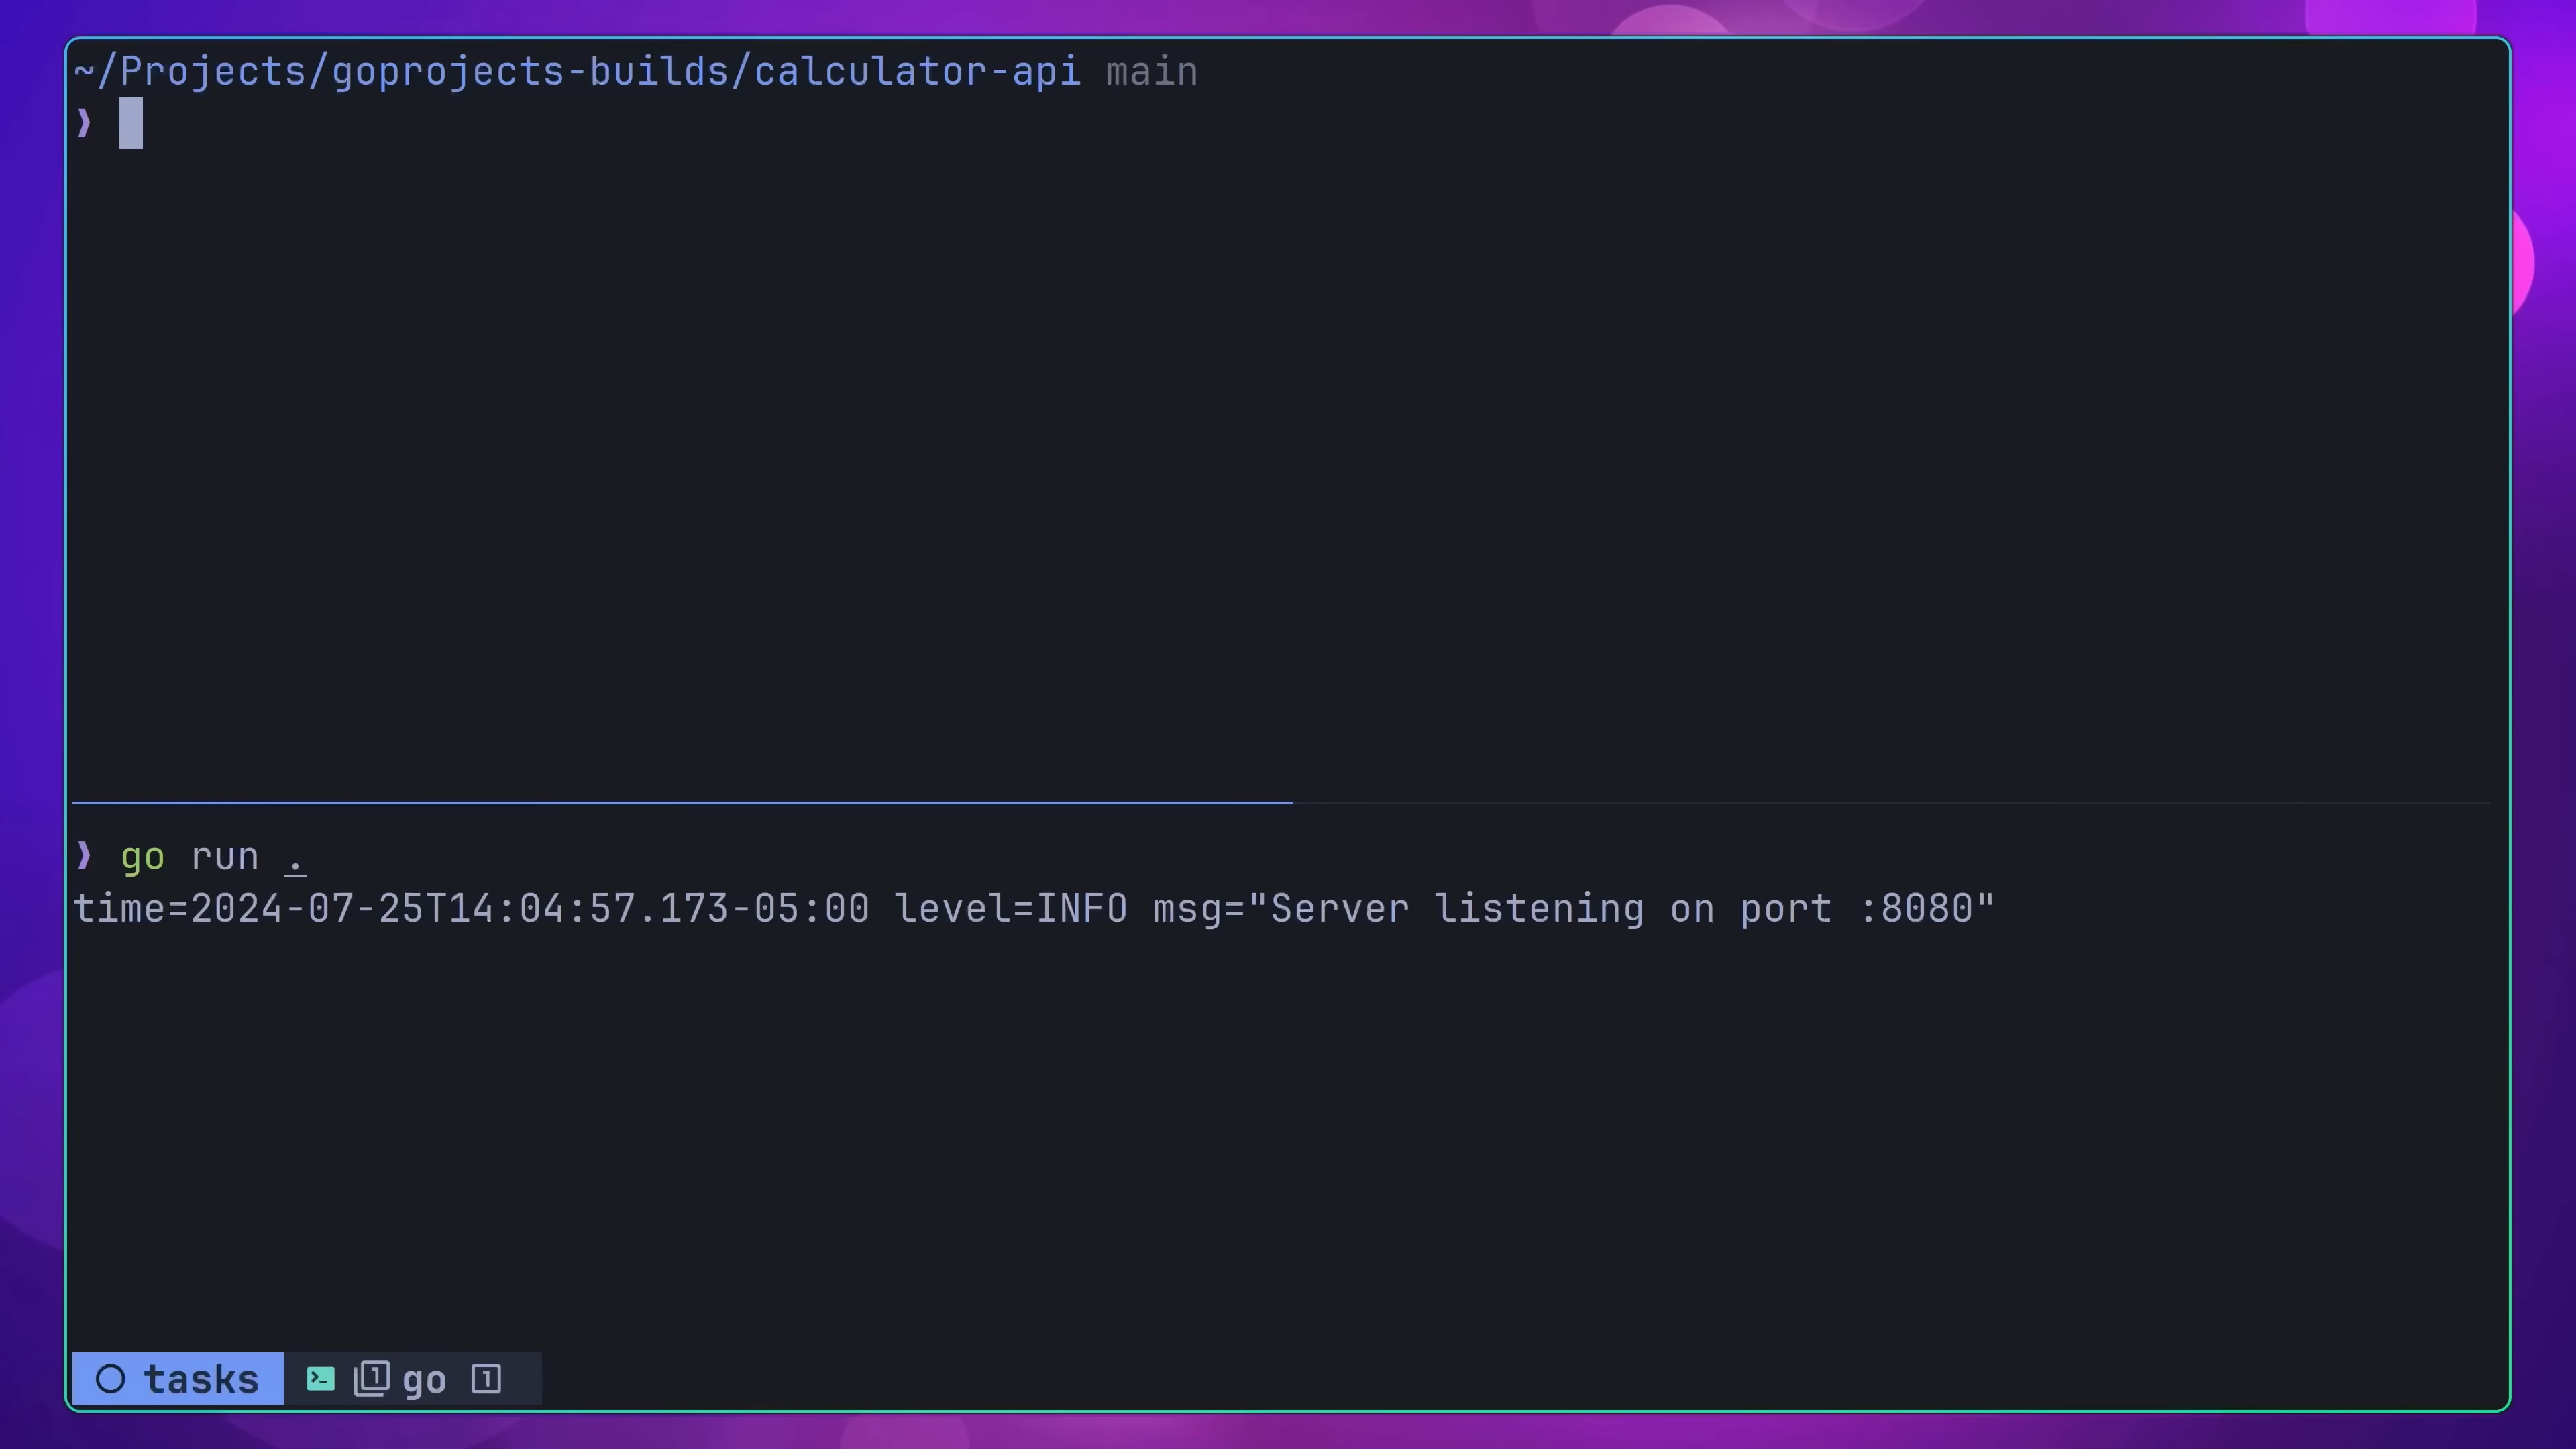 ~/Projects/goprojects-builds/calculator-api main
❯
❯ go run .
time=2024-07-25T14:04:57.173-05:00 level=INFO msg="Server listening on port :8080"
tasks 1 go 1